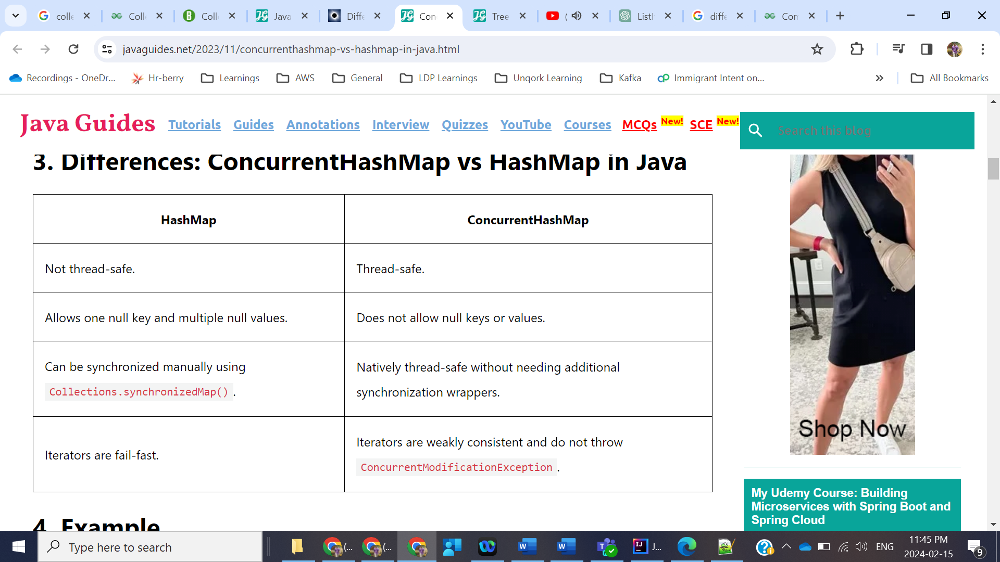 colle
Coll
Coll
Java
Diffe
Con
Tree
(
ListI
diffe
Con
javaguides.net/2023/11/concurrenthashmap-vs-hashmap-in-java.html
Recordings - OneDr...
Hr-berry
Learnings
AWS
General
LDP Learnings
Unqork Learning
Kafka
Immigrant Intent on...
All Bookmarks
Java Guides
Tutorials
Guides
Annotations
Interview
Quizzes
YouTube
Courses
MCQs
New!
SCE
New!
Search this blog
3. Differences: ConcurrentHashMap vs HashMap in Java
HashMap
ConcurrentHashMap
Not thread-safe.
Thread-safe.
Allows one null key and multiple null values.
Does not allow null keys or values.
Can be synchronized manually using
Collections.synchronizedMap().
Natively thread-safe without needing additional
synchronization wrappers.
Iterators are fail-fast.
Iterators are weakly consistent and do not throw
ConcurrentModificationException.
Shop Now
My Udemy Course: Building
Microservices with Spring Boot and
Spring Cloud
4. Example
Type here to search
(...
(...
J...
ENG
11:45 PM
2024-02-15
9